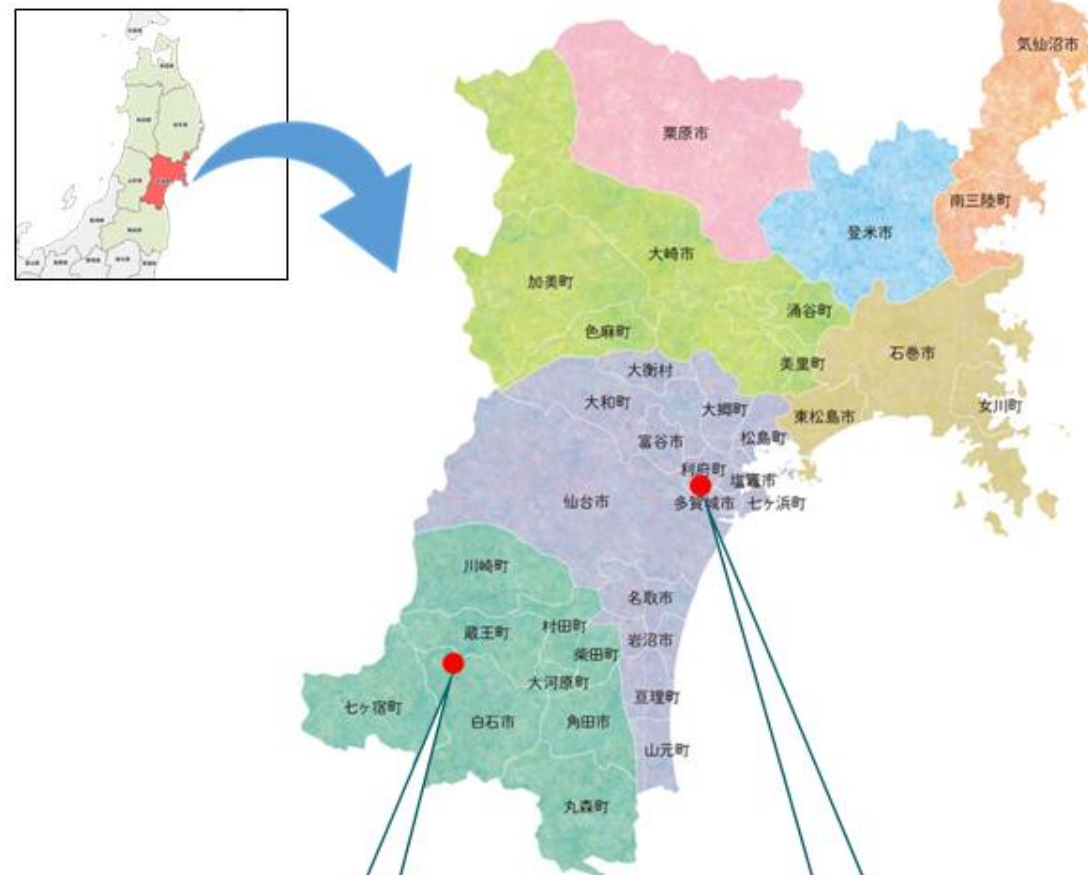 気仙沼市
栗原市
南三陸町
登米市
大崎市
加美町
涌谷町
色麻町
石巻市
美里町
大衡村
大和町
大郷町
女川町
東松島市
松島町
富谷市
利府町
塩竈市
仙台市
多賀城市
七ヶ浜町
川崎町
名取市
村田町
蔵王町
岩沼市
柴田町
大河原町
亘理町
七ヶ宿町
白石市
角田市
山元町
丸森町